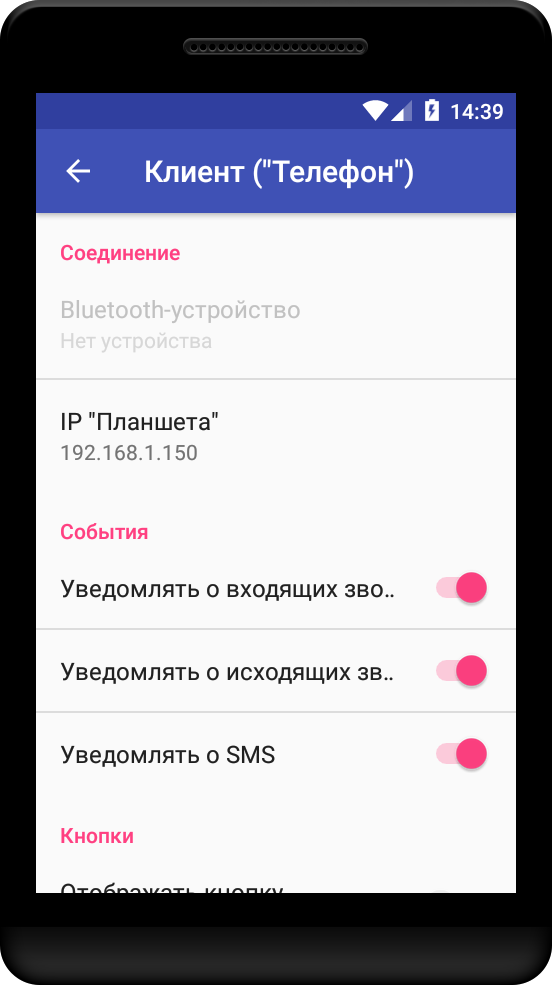 14:39
Клиент ("Телефон")
Соединение
Bluetooth-устройство
Нет устройства
IP "Планшета"
192.168.1.150
События
Уведомлять о входящих зво..
Уведомлять о исходящих зв..
Уведомлять о SMS
Кнопки
Отображать кнопку